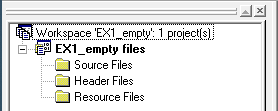 Workspace 'EX1_empty': 1 project(s)
EX1_empty files
Source Files
Header Files
Resource Files